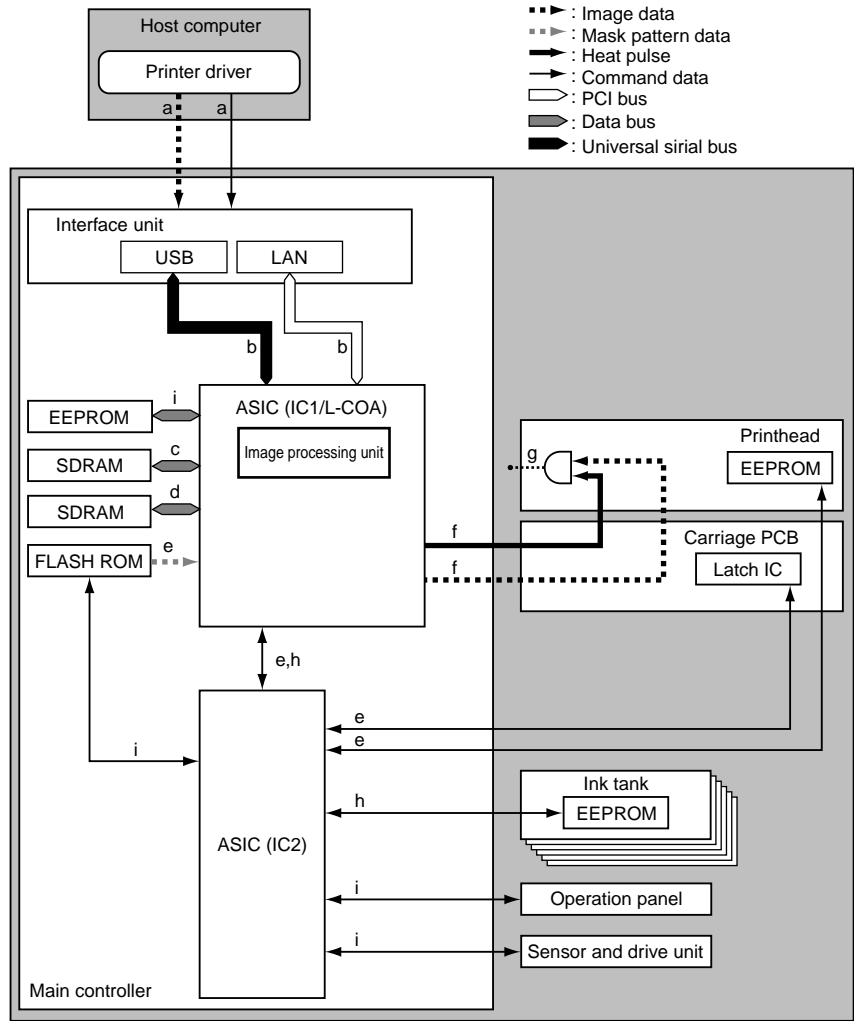 Host computer
Printer driver
a a
: Image data
: Mask pattern data
: Heat pulse
: Command data
: PCI bus
: Data bus
: Universal sirial bus
Interface unit
USB LAN
b b
ASIC (IC1/L-COA)
Image processing unit
i
EEPROM
c
SDRAM
d
SDRAM
e
FLASH ROM
Printhead
g
EEPROM
f
f
Carriage PCB
Latch IC
e,h
e
e
i
Ink tank
h
EEPROM
ASIC (IC2)
i
Operation panel
i
Sensor and drive unit
Main controller